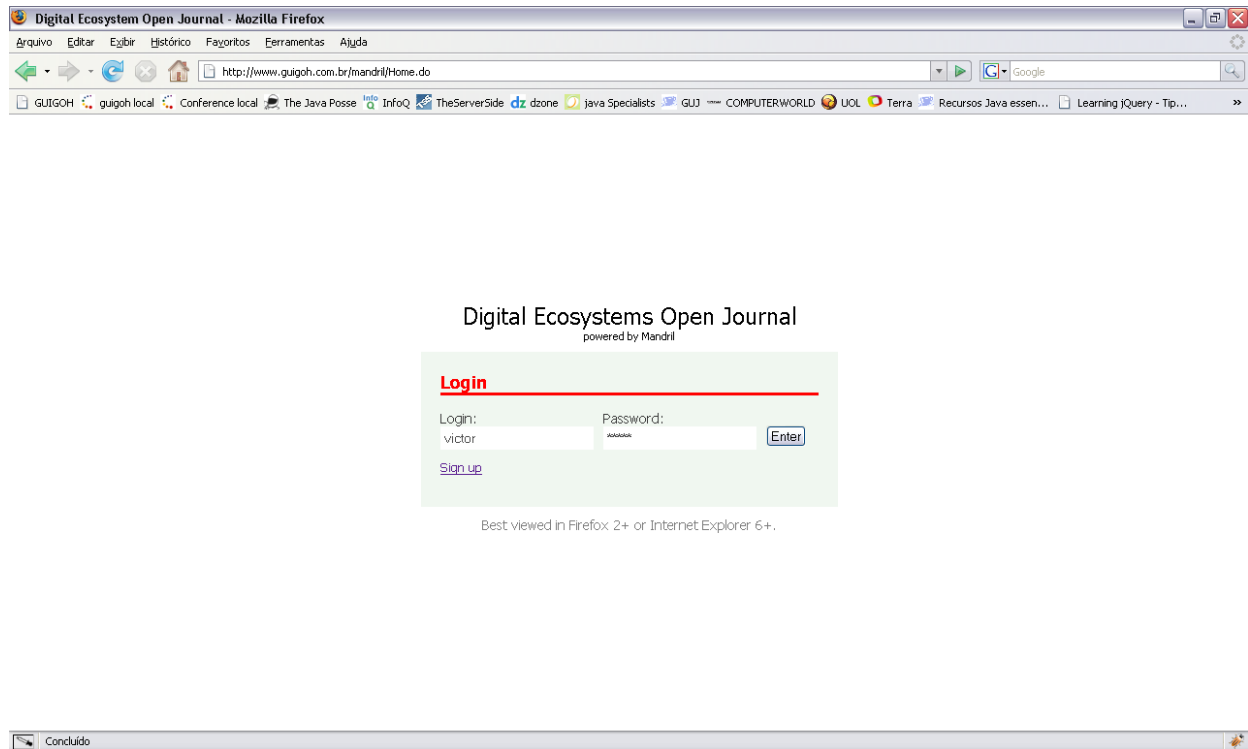 Digital Ecosystem Open Journal - Mozilla Firefox
Arquivo Editar Exibir Histórico Favoritos Ferramentas Ajuda
http://www.guigoh.com.br/mandril/Home.do G Google
GUIGOH guigoh local Conference local The Java Posse InfoQ InfoQ TheServerSide dz dzone java Specialists GUJ COMPUTERWORLD UOL Terra Recursos Java essen... Learning jQuery - Tip... »
Digital Ecosystems Open Journal
powered by Mandril
Login
Login: Password:
victor ****** Enter
Sign up
Best viewed in Firefox 2+ or Internet Explorer 6+.
Concluído